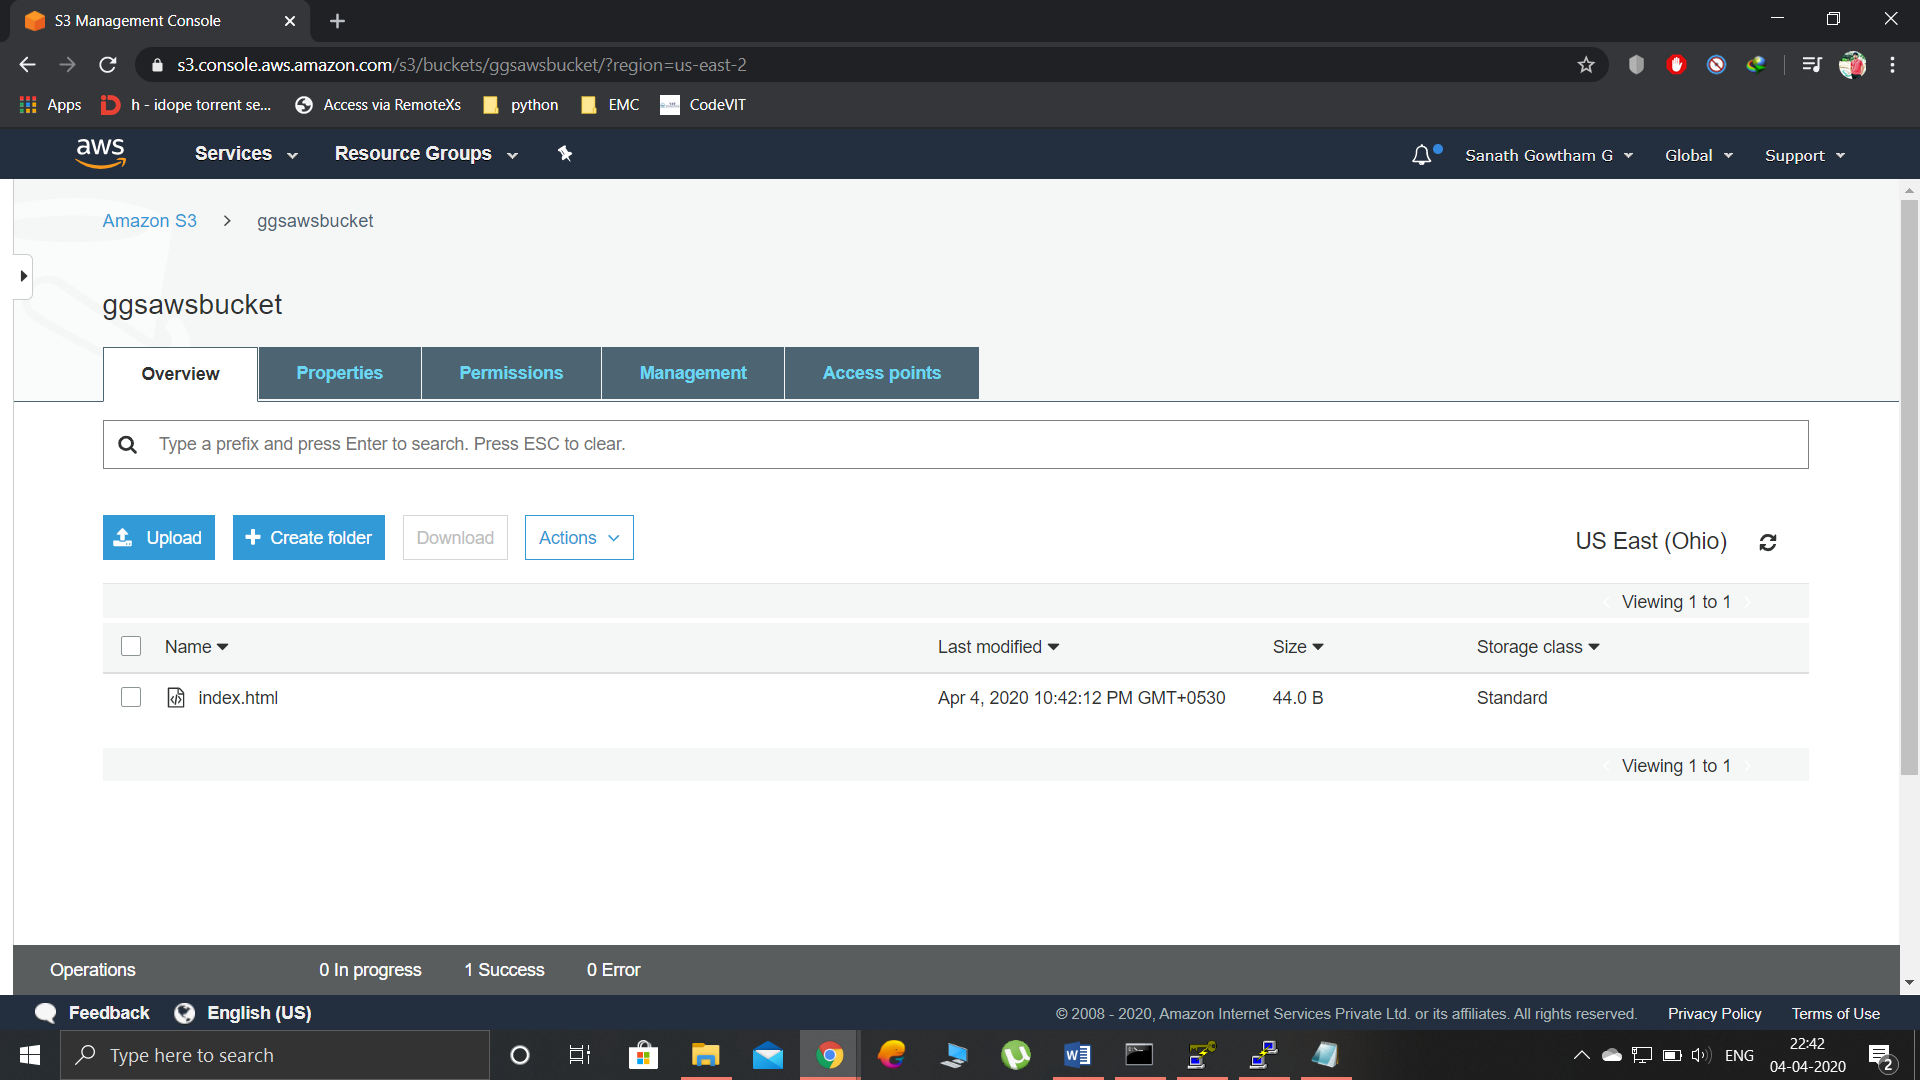 S3 Management Console
s3.console.aws.amazon.com/s3/buckets/ggsawsbucket/?region=us-east-2
Apps h - idope torrent se... Access via RemoteXs python EMC CodeVIT
aws Services Resource Groups Sanath Gowtham G Global Support
Amazon S3 > ggsawsbucket
ggsawsbucket
Overview Properties Permissions Management Access points
Type a prefix and press Enter to search. Press ESC to clear.
Upload + Create folder Download Actions US East (Ohio)
Viewing 1 to 1
Name Last modified Size Storage class
index.html Apr 4, 2020 10:42:12 PM GMT+0530 44.0 B Standard
Viewing 1 to 1
Operations 0 In progress 1 Success 0 Error
Feedback English (US) © 2008 - 2020, Amazon Internet Services Private Ltd. or its affiliates. All rights reserved. Privacy Policy Terms of Use
Type here to search ENG 22:42
04-04-2020 2